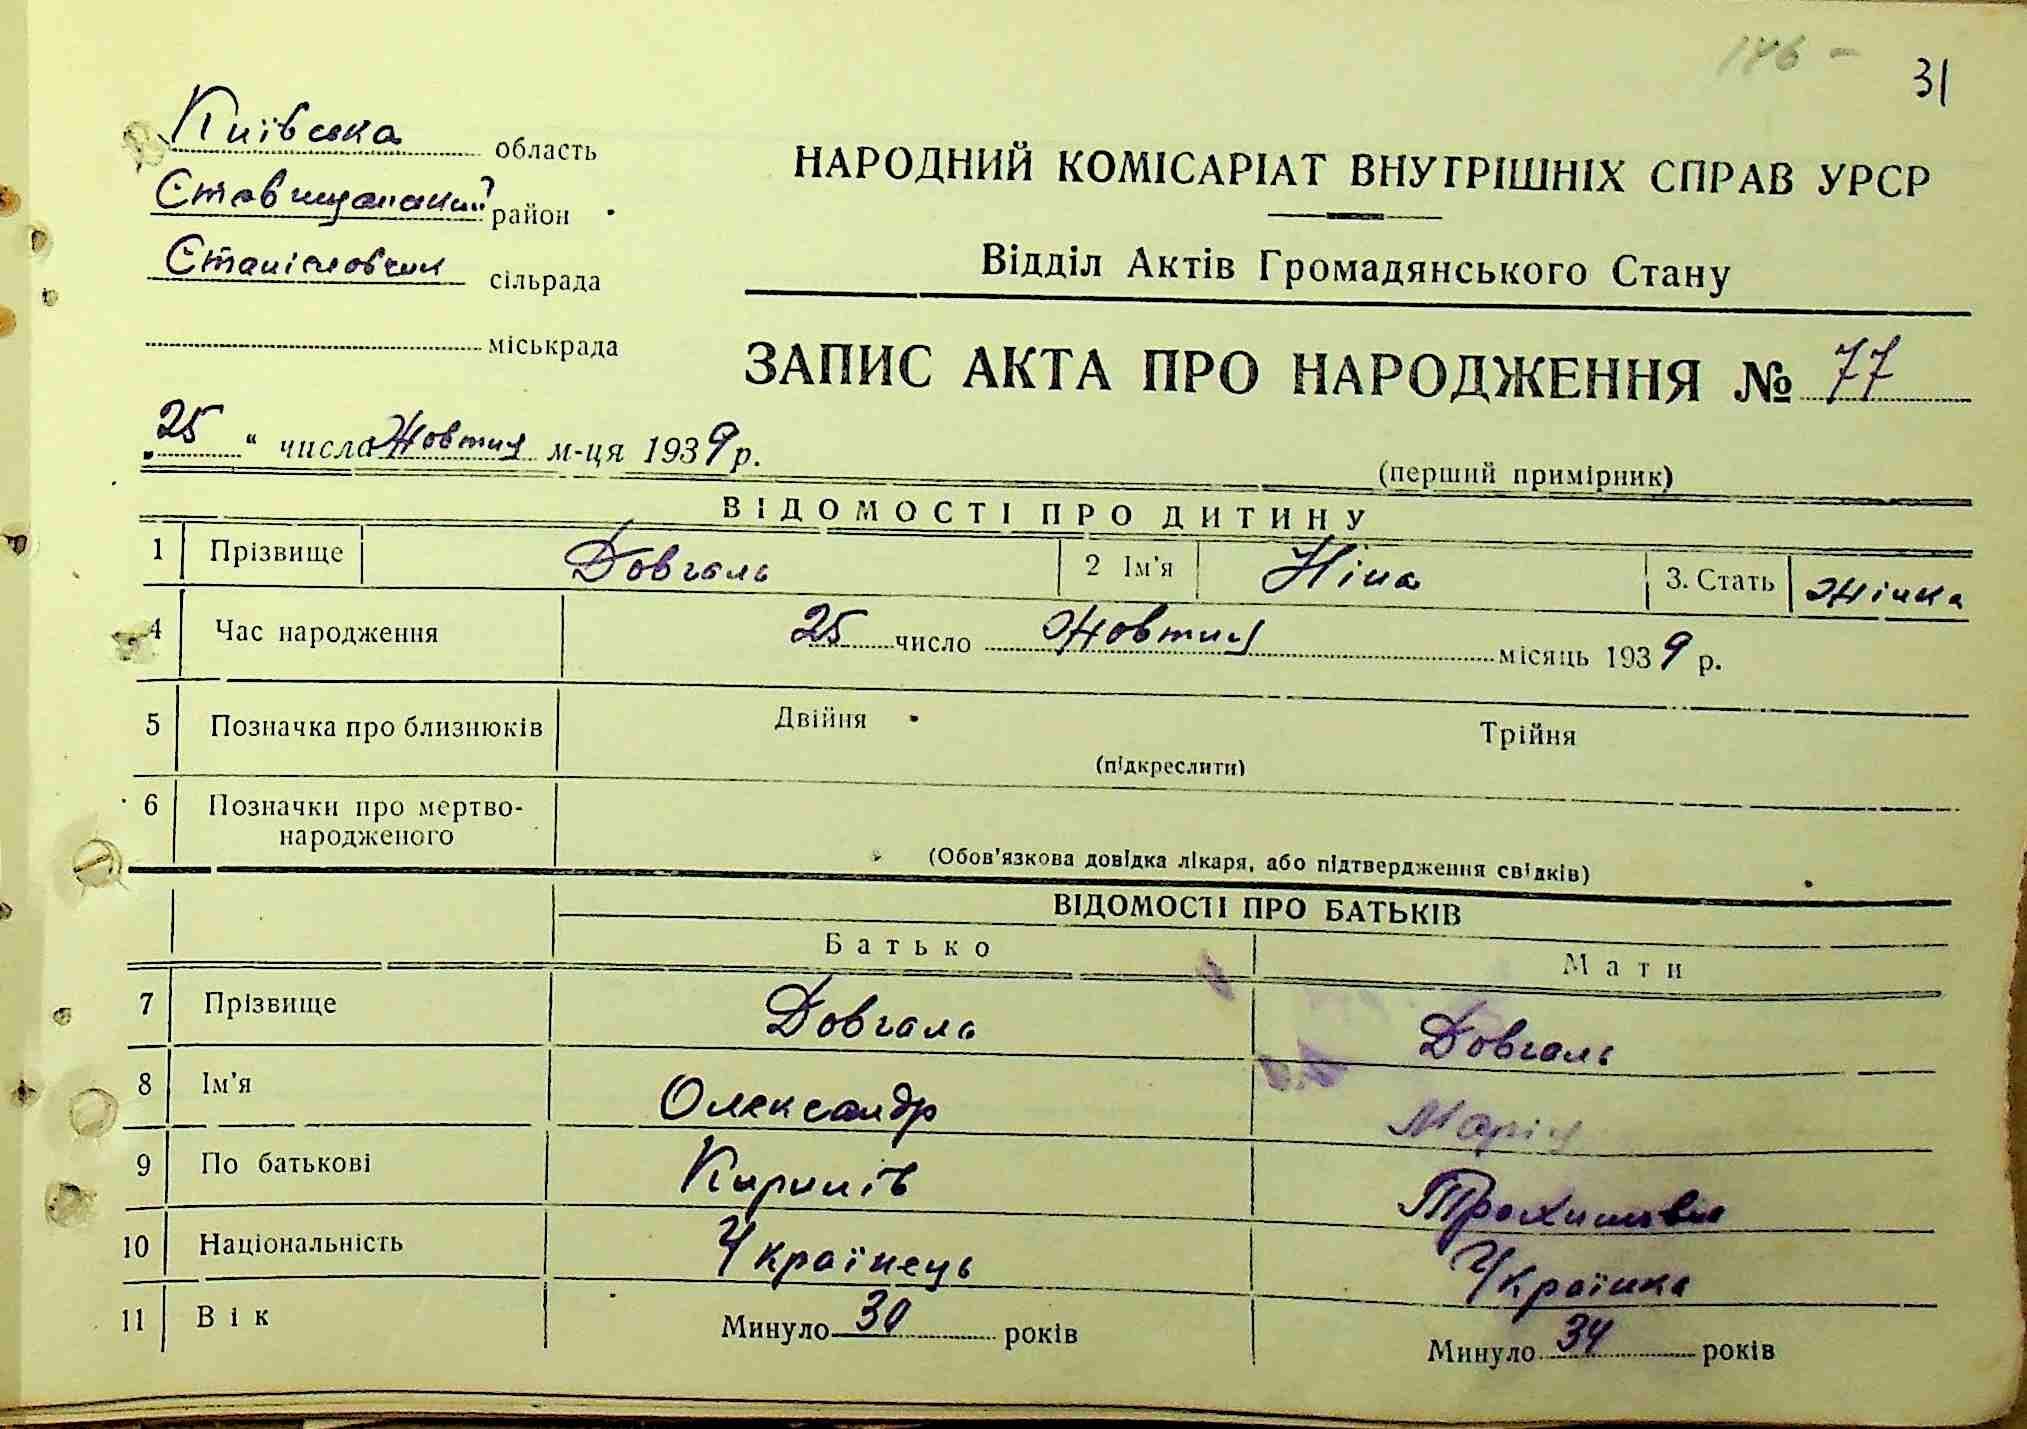 146 -
31
Київська область
Ставищанський район
Станіславчик сільрада
міськрада
НАРОДНИЙ КОМІСАРІАТ ВНУТРІШНІХ СПРАВ УРСР
Відділ Актів Громадянського Стану
ЗАПИС АКТА ПРО НАРОДЖЕННЯ № 77
„25“ числа Жовтня м-ця 1939 р.
(перший примірник)
ВІДОМОСТІ ПРО ДИТИНУ
1 Прізвище Довгаль 2 Ім'я Ніна 3. Стать Жінка
4 Час народження 25 число Жовтня місяць 1939 р.
5 Позначка про близнюків Двійня Трійня
(підкреслити)
6 Позначки про мертво-
народженого
(Обов'язкова довідка лікаря, або підтвердження свідків)
ВІДОМОСТІ ПРО БАТЬКІВ
Батько Мати
7 Прізвище Довгаль Довгаль
8 Ім'я Олександр Марія
9 По батькові Кирилів Трохимівна
10 Національність Українець Українка
11 Вік Минуло 30 років Минуло 34 років